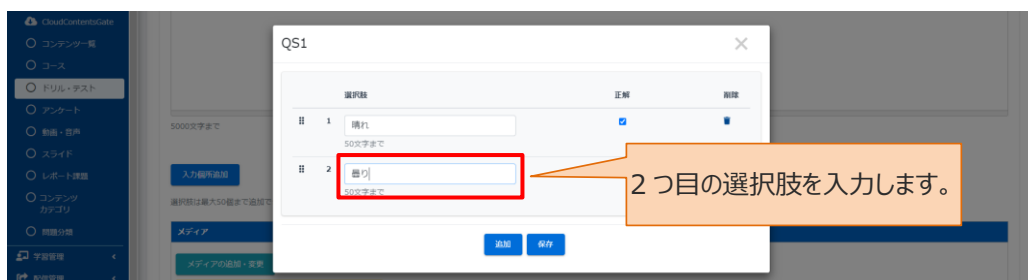 CloudContentsGate
コンテンツ一覧
コース
ドリル・テスト
アンケート
動画・音声
スライド
レポート課題
コンテンツ
カテゴリ
問題分類
学習管理
配信管理
5000文字まで
入力個所追加
選択肢は最大50個まで追加で
メディア
メディアの追加・変更
QS1
選択肢
正解
削除
1
晴れ
50文字まで
2
曇り
50文字まで
追加
保存
2つ目の選択肢を入力します。